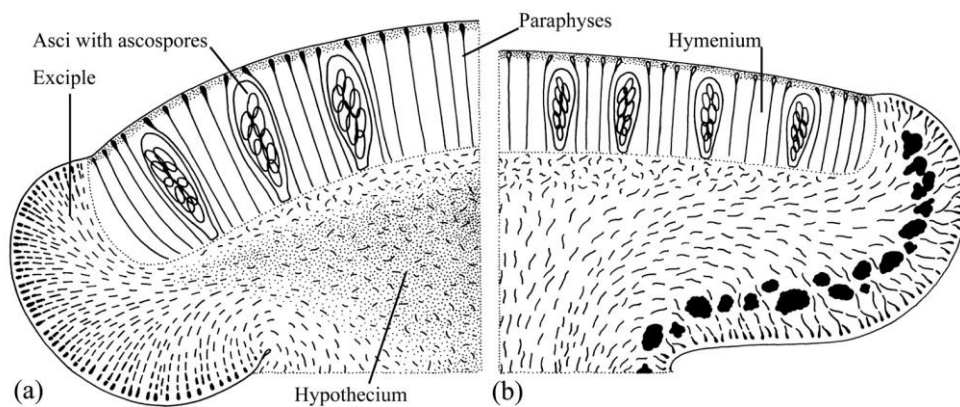 Paraphyses
Asci with ascospores
Hymenium
Exciple
Hypothecium
(a)
(b)